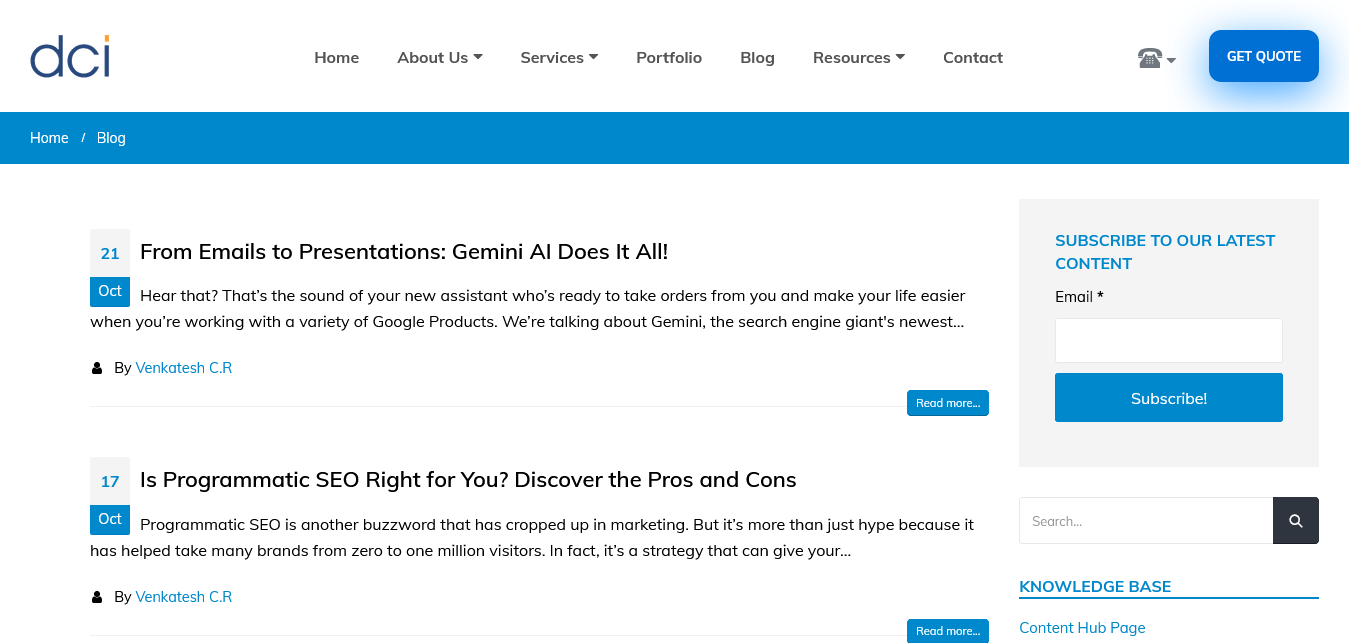 dci
Home
About Us
Services
Portfolio
Blog
Resources
Contact
GET QUOTE
Home / Blog
21
Oct
From Emails to Presentations: Gemini AI Does It All!
Hear that? That’s the sound of your new assistant who’s ready to take orders from you and make your life easier
when you’re working with a variety of Google Products. We’re talking about Gemini, the search engine giant's newest...
By Venkatesh C.R
Read more...
17
Oct
Is Programmatic SEO Right for You? Discover the Pros and Cons
Programmatic SEO is another buzzword that has cropped up in marketing. But it’s more than just hype because it
has helped take many brands from zero to one million visitors. In fact, it’s a strategy that can give your...
By Venkatesh C.R
Read more...
SUBSCRIBE TO OUR LATEST
CONTENT
Email *
Subscribe!
Search...
KNOWLEDGE BASE
Content Hub Page